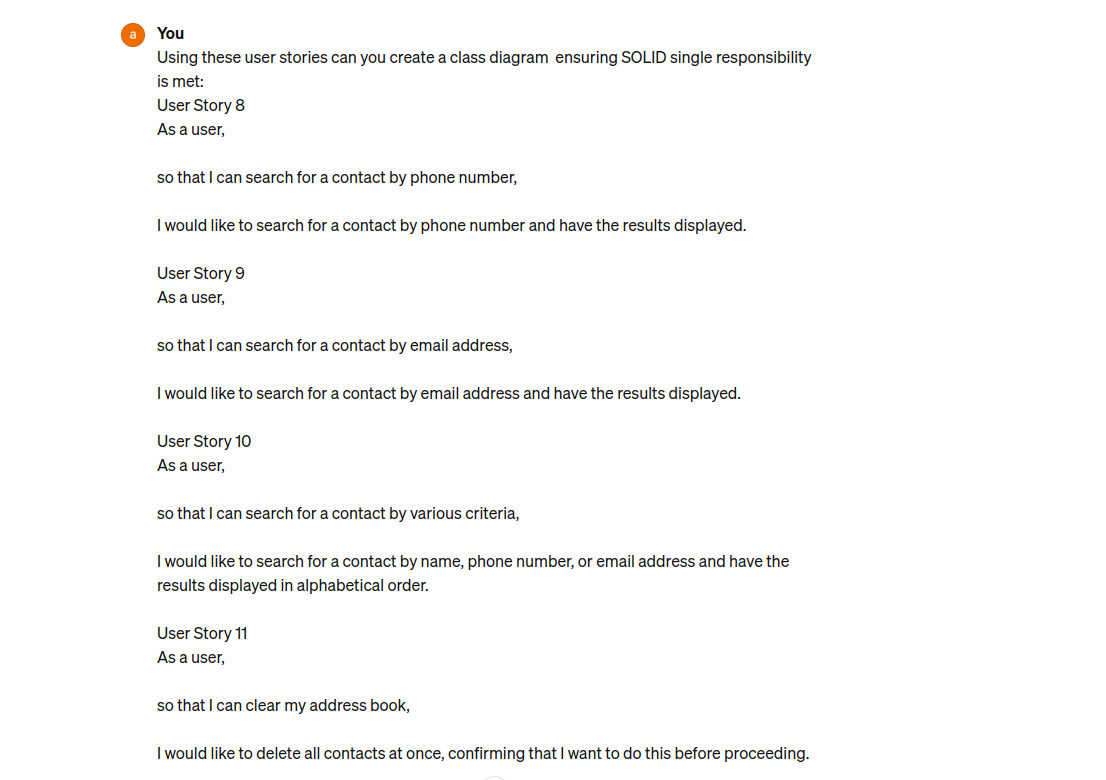 a You
Using these user stories can you create a class diagram  ensuring SOLID single responsibility
is met:
User Story 8
As a user,
so that I can search for a contact by phone number,
I would like to search for a contact by phone number and have the results displayed.
User Story 9
As a user,
so that I can search for a contact by email address,
I would like to search for a contact by email address and have the results displayed.
User Story 10
As a user,
so that I can search for a contact by various criteria,
I would like to search for a contact by name, phone number, or email address and have the
results displayed in alphabetical order.
User Story 11
As a user,
so that I can clear my address book,
I would like to delete all contacts at once, confirming that I want to do this before proceeding.